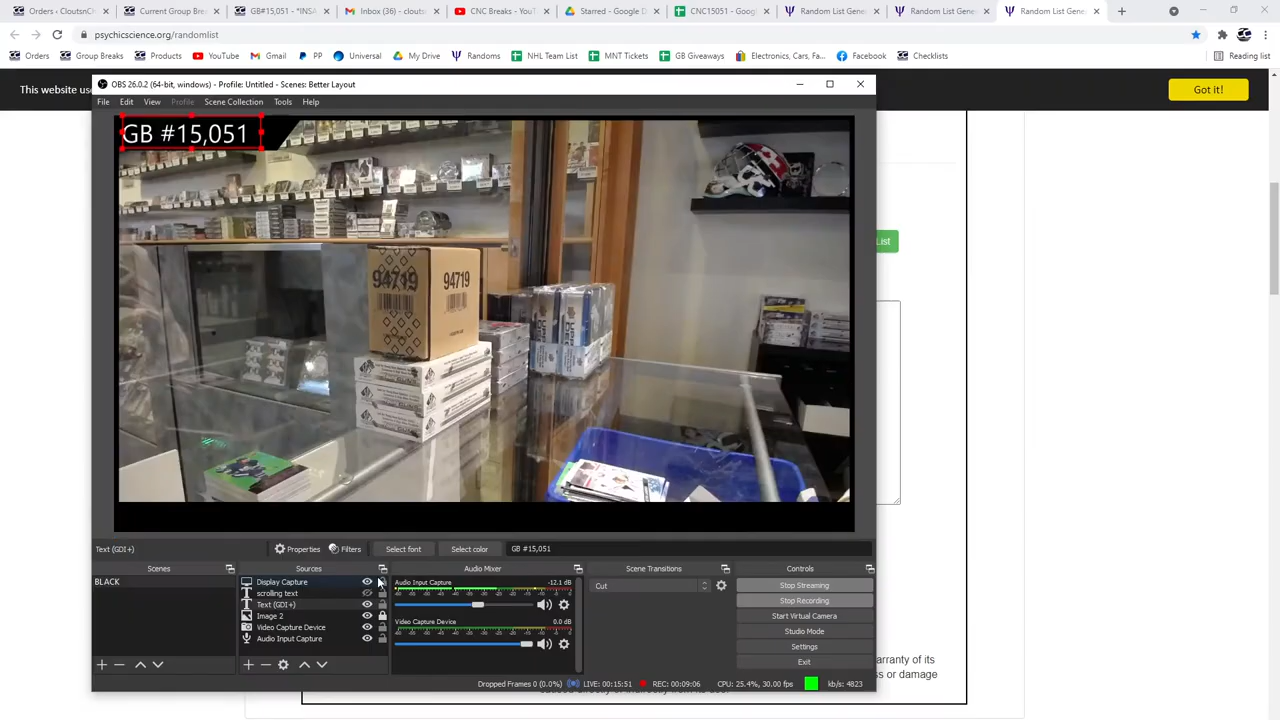 Orders - CloutsnCh
Current Group Bre
GB#15,051 - *INSA
Inbox (36) - clouts
CNC Breaks - YouT
Starred - Google D
CNC15051 - Googl
Random List Gene
Random List Gene
Random List Gene
psychicscience.org/randomlist
Orders
Group Breaks
Products
YouTube
Gmail
PP
Universal
My Drive
Randoms
NHL Team List
MNT Tickets
GB Giveaways
Electronics, Cars,...
Facebook
Checklists
Reading list
This website use
Got it!
OBS 26.0.2 (64-bit, windows) - Profile: Untitled - Scenes: Better Layout
File Edit View Profile Scene Collection Tools Help
GB #15,051
94719
94719
List
Text (GDI+)
Properties
Filters
Select font
Select color
GB #15,051
Scenes
Sources
Audio Mixer
Scene Transitions
Controls
BLACK
Display Capture
scrolling text
Text (GDI+)
Image 2
Video Capture Device
Audio Input Capture
Audio Input Capture
-12.1 dB
Video Capture Device
0.0 dB
Cut
Stop Streaming
Stop Recording
Start Virtual Camera
Studio Mode
Settings
Exit
arranty of its
ss or damage
Dropped Frames 0 (0.0%)
LIVE: 00:15:51
REC: 00:09:06
CPU: 25.4%, 30.00 fps
kb/s: 4823